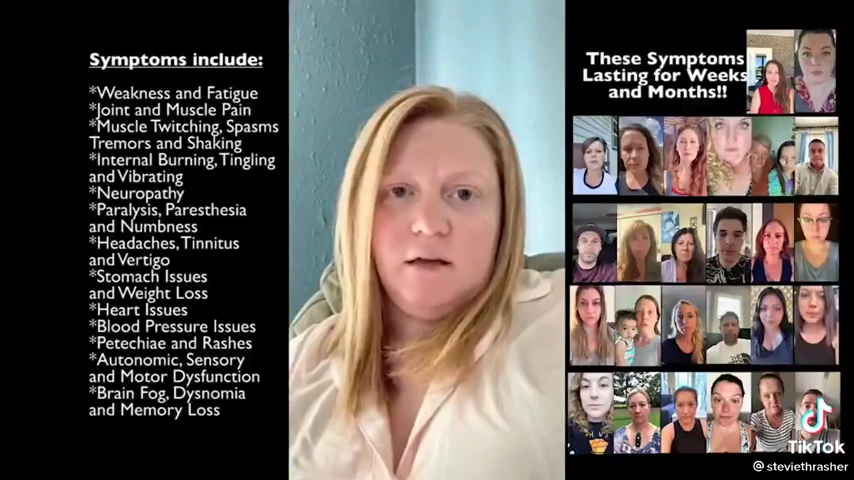 Symptoms include:
*Weakness and Fatigue
*Joint and Muscle Pain
*Muscle Twitching, Spasms
Tremors and Shaking
*Internal Burning, Tingling
and Vibrating
*Neuropathy
*Paralysis, Paresthesia
and Numbness
*Headaches, Tinnitus
and Vertigo
*Stomach Issues
and Weight Loss
*Heart Issues
*Blood Pressure Issues
*Petechiae and Rashes
*Autonomic, Sensory
and Motor Dysfunction
*Brain Fog, Dysnomia
and Memory Loss
These Symptoms
Lasting for Weeks
and Months!!
TikTok
@ steviethrasher